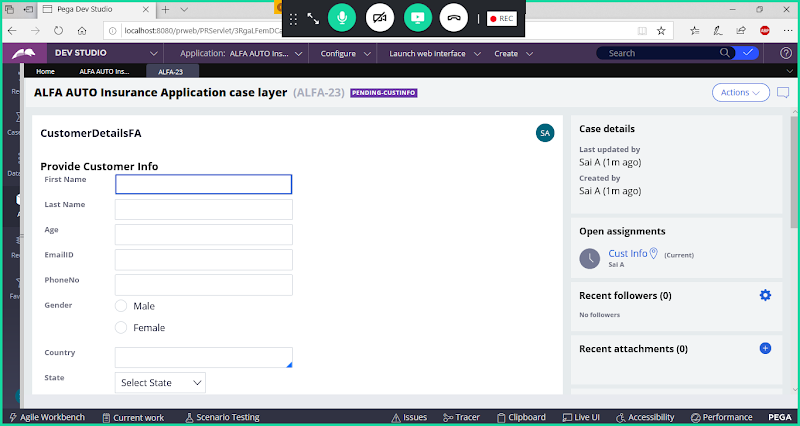 Pega Dev Studio
localhost:8080/prweb/PRServlet/3RgaLFemDCa
REC
DEV STUDIO
Application: ALFA AUTO Ins...
Configure
Launch web interface
Create
Search
Home
ALFA AUTO Ins...
ALFA-23
ALFA AUTO Insurance Application case layer (ALFA-23) PENDING-CUSTINFO
Actions
CustomerDetailsFA
SA
Provide Customer Info
First Name
Last Name
Age
EmailID
PhoneNo
Gender
Male
Female
Country
State
Select State
Case details
Last updated by
Sai A (1m ago)
Created by
Sai A (1m ago)
Open assignments
Cust Info (Current)
Sai A
Recent followers (0)
No followers
Recent attachments (0)
Agile Workbench
Current work
Scenario Testing
Issues
Tracer
Clipboard
Live UI
Accessibility
Performance
PEGA